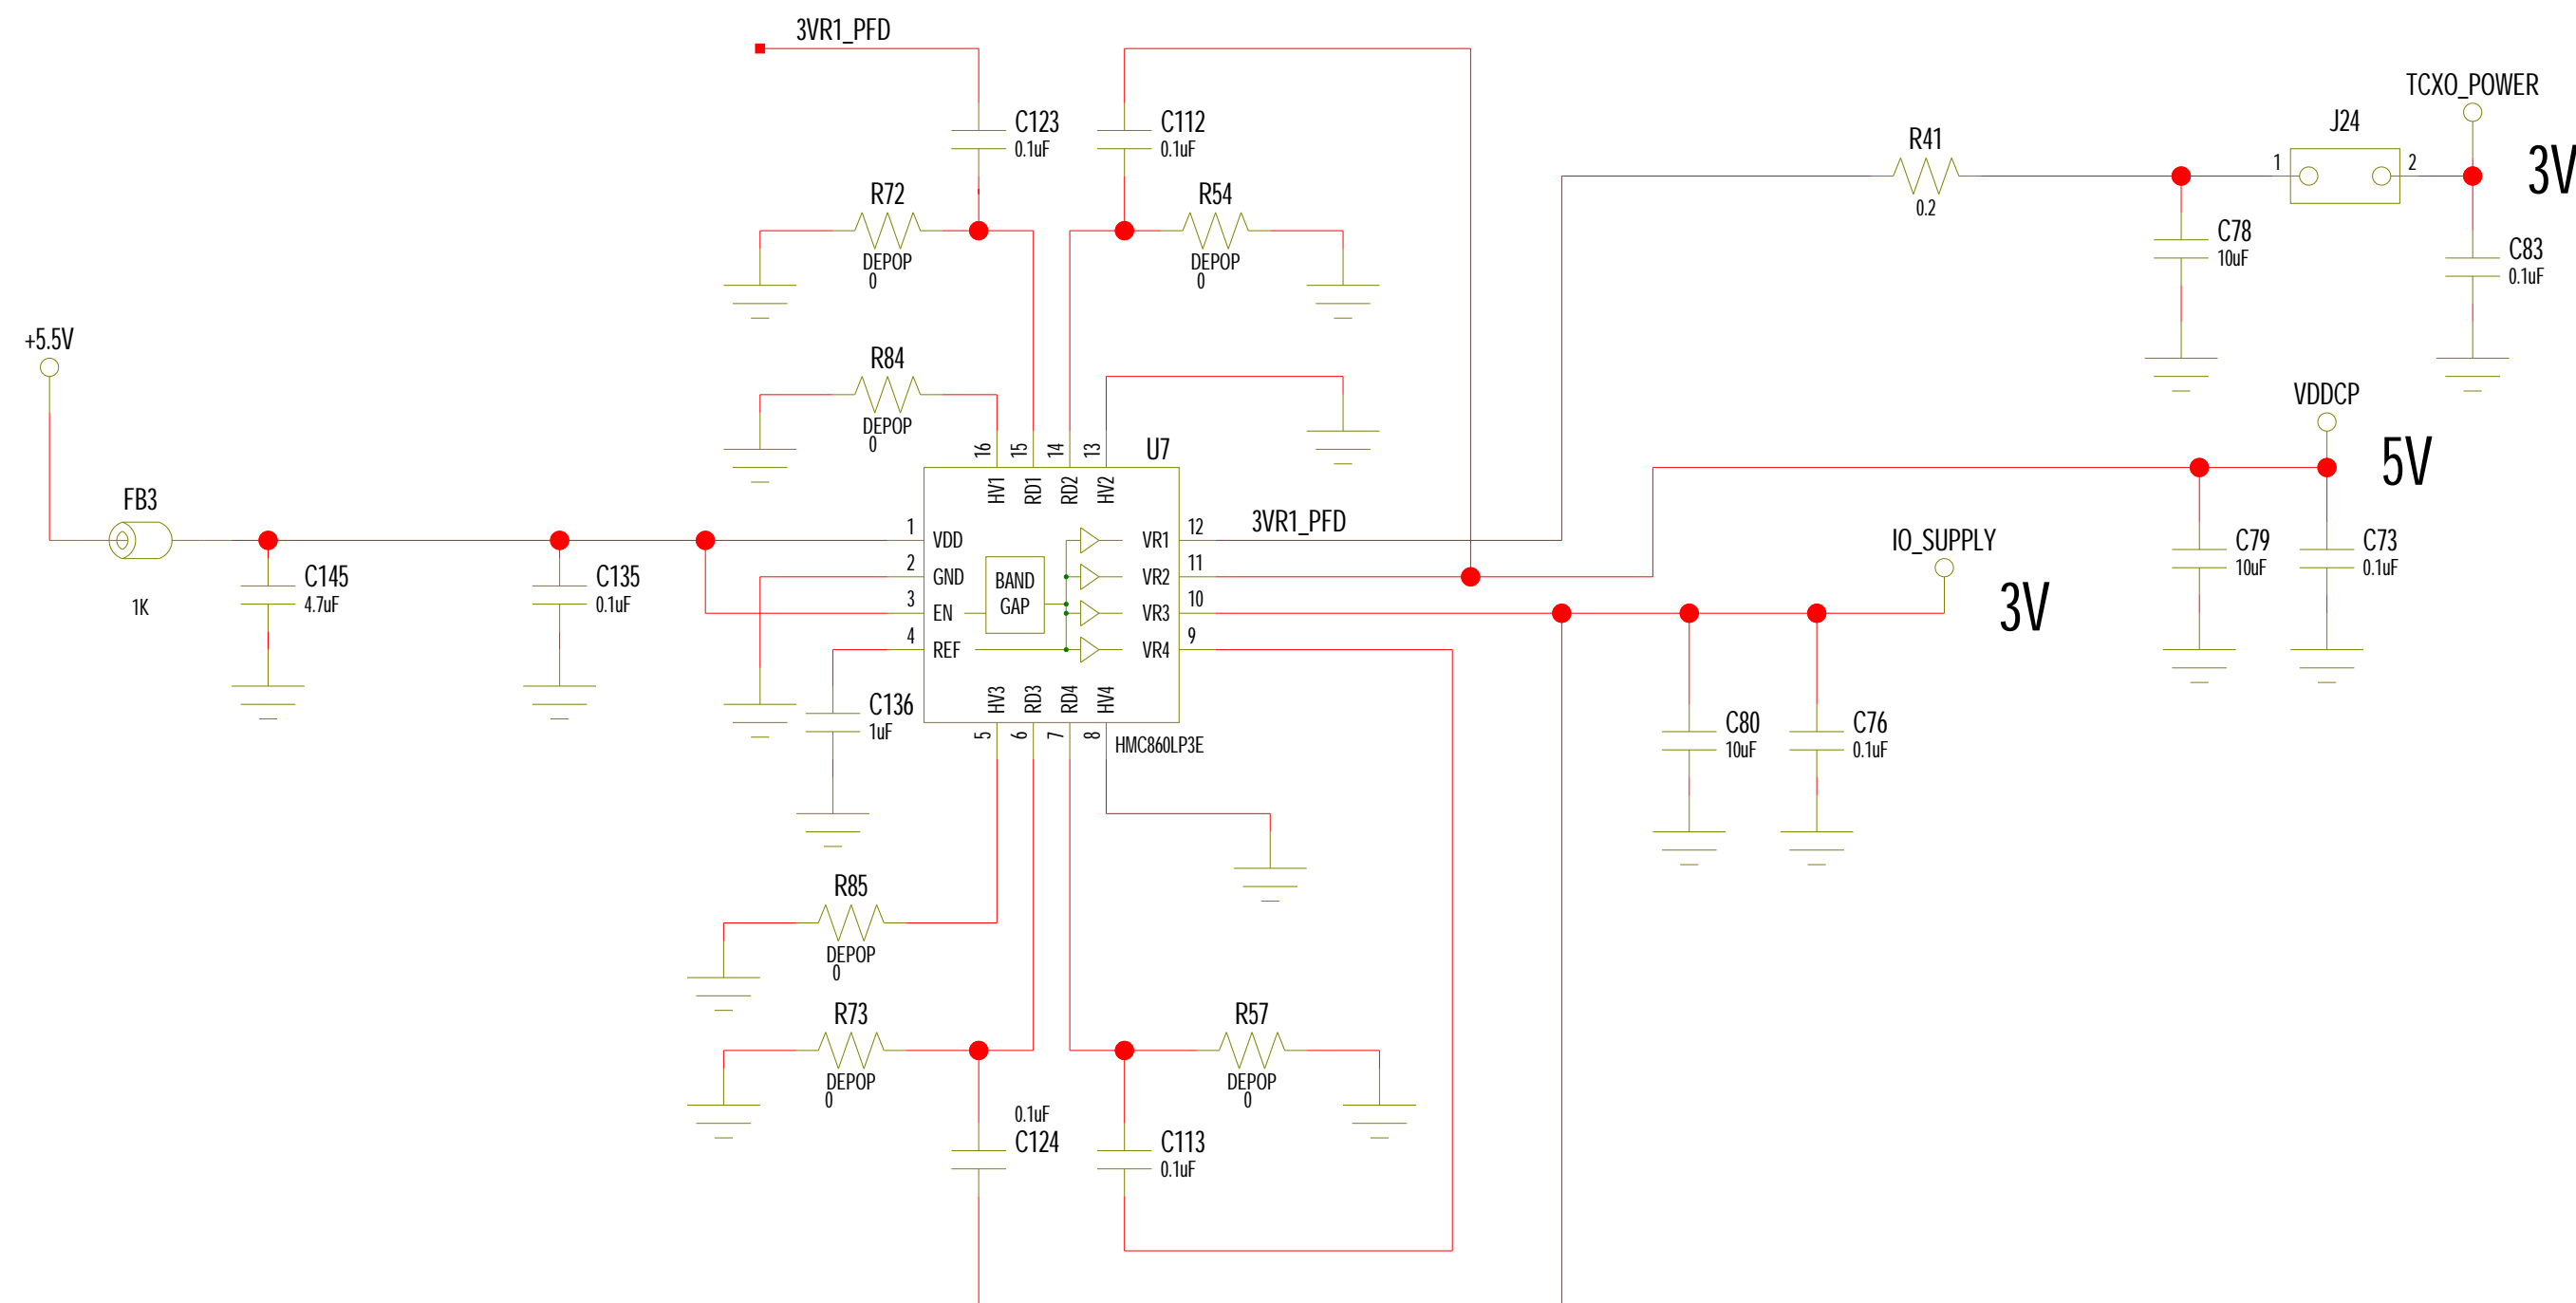 3VR1_PFD
C123
0.1uF
C112
0.1uF
R72
DEPOP
0
R54
DEPOP
0
R84
DEPOP
0
+5.5V
FB3
1K
C145
4.7uF
C135
0.1uF
16
15
14
13
U7
HV1
RD1
RD2
HV2
1
VDD
2
GND
3
EN
4
REF
BAND
GAP
VR1
12
VR2
11
VR3
10
VR4
9
HV3
RD3
RD4
HV4
5
6
7
8
HMC860LP3E
3VR1_PFD
C136
1uF
R85
DEPOP
0
R73
DEPOP
0
R57
DEPOP
0
0.1uF
C124
C113
0.1uF
R41
0.2
C78
10uF
J24
1
2
TCXO_POWER
3V
C83
0.1uF
VDDCP
5V
C79
10uF
C73
0.1uF
IO_SUPPLY
3V
C80
10uF
C76
0.1uF